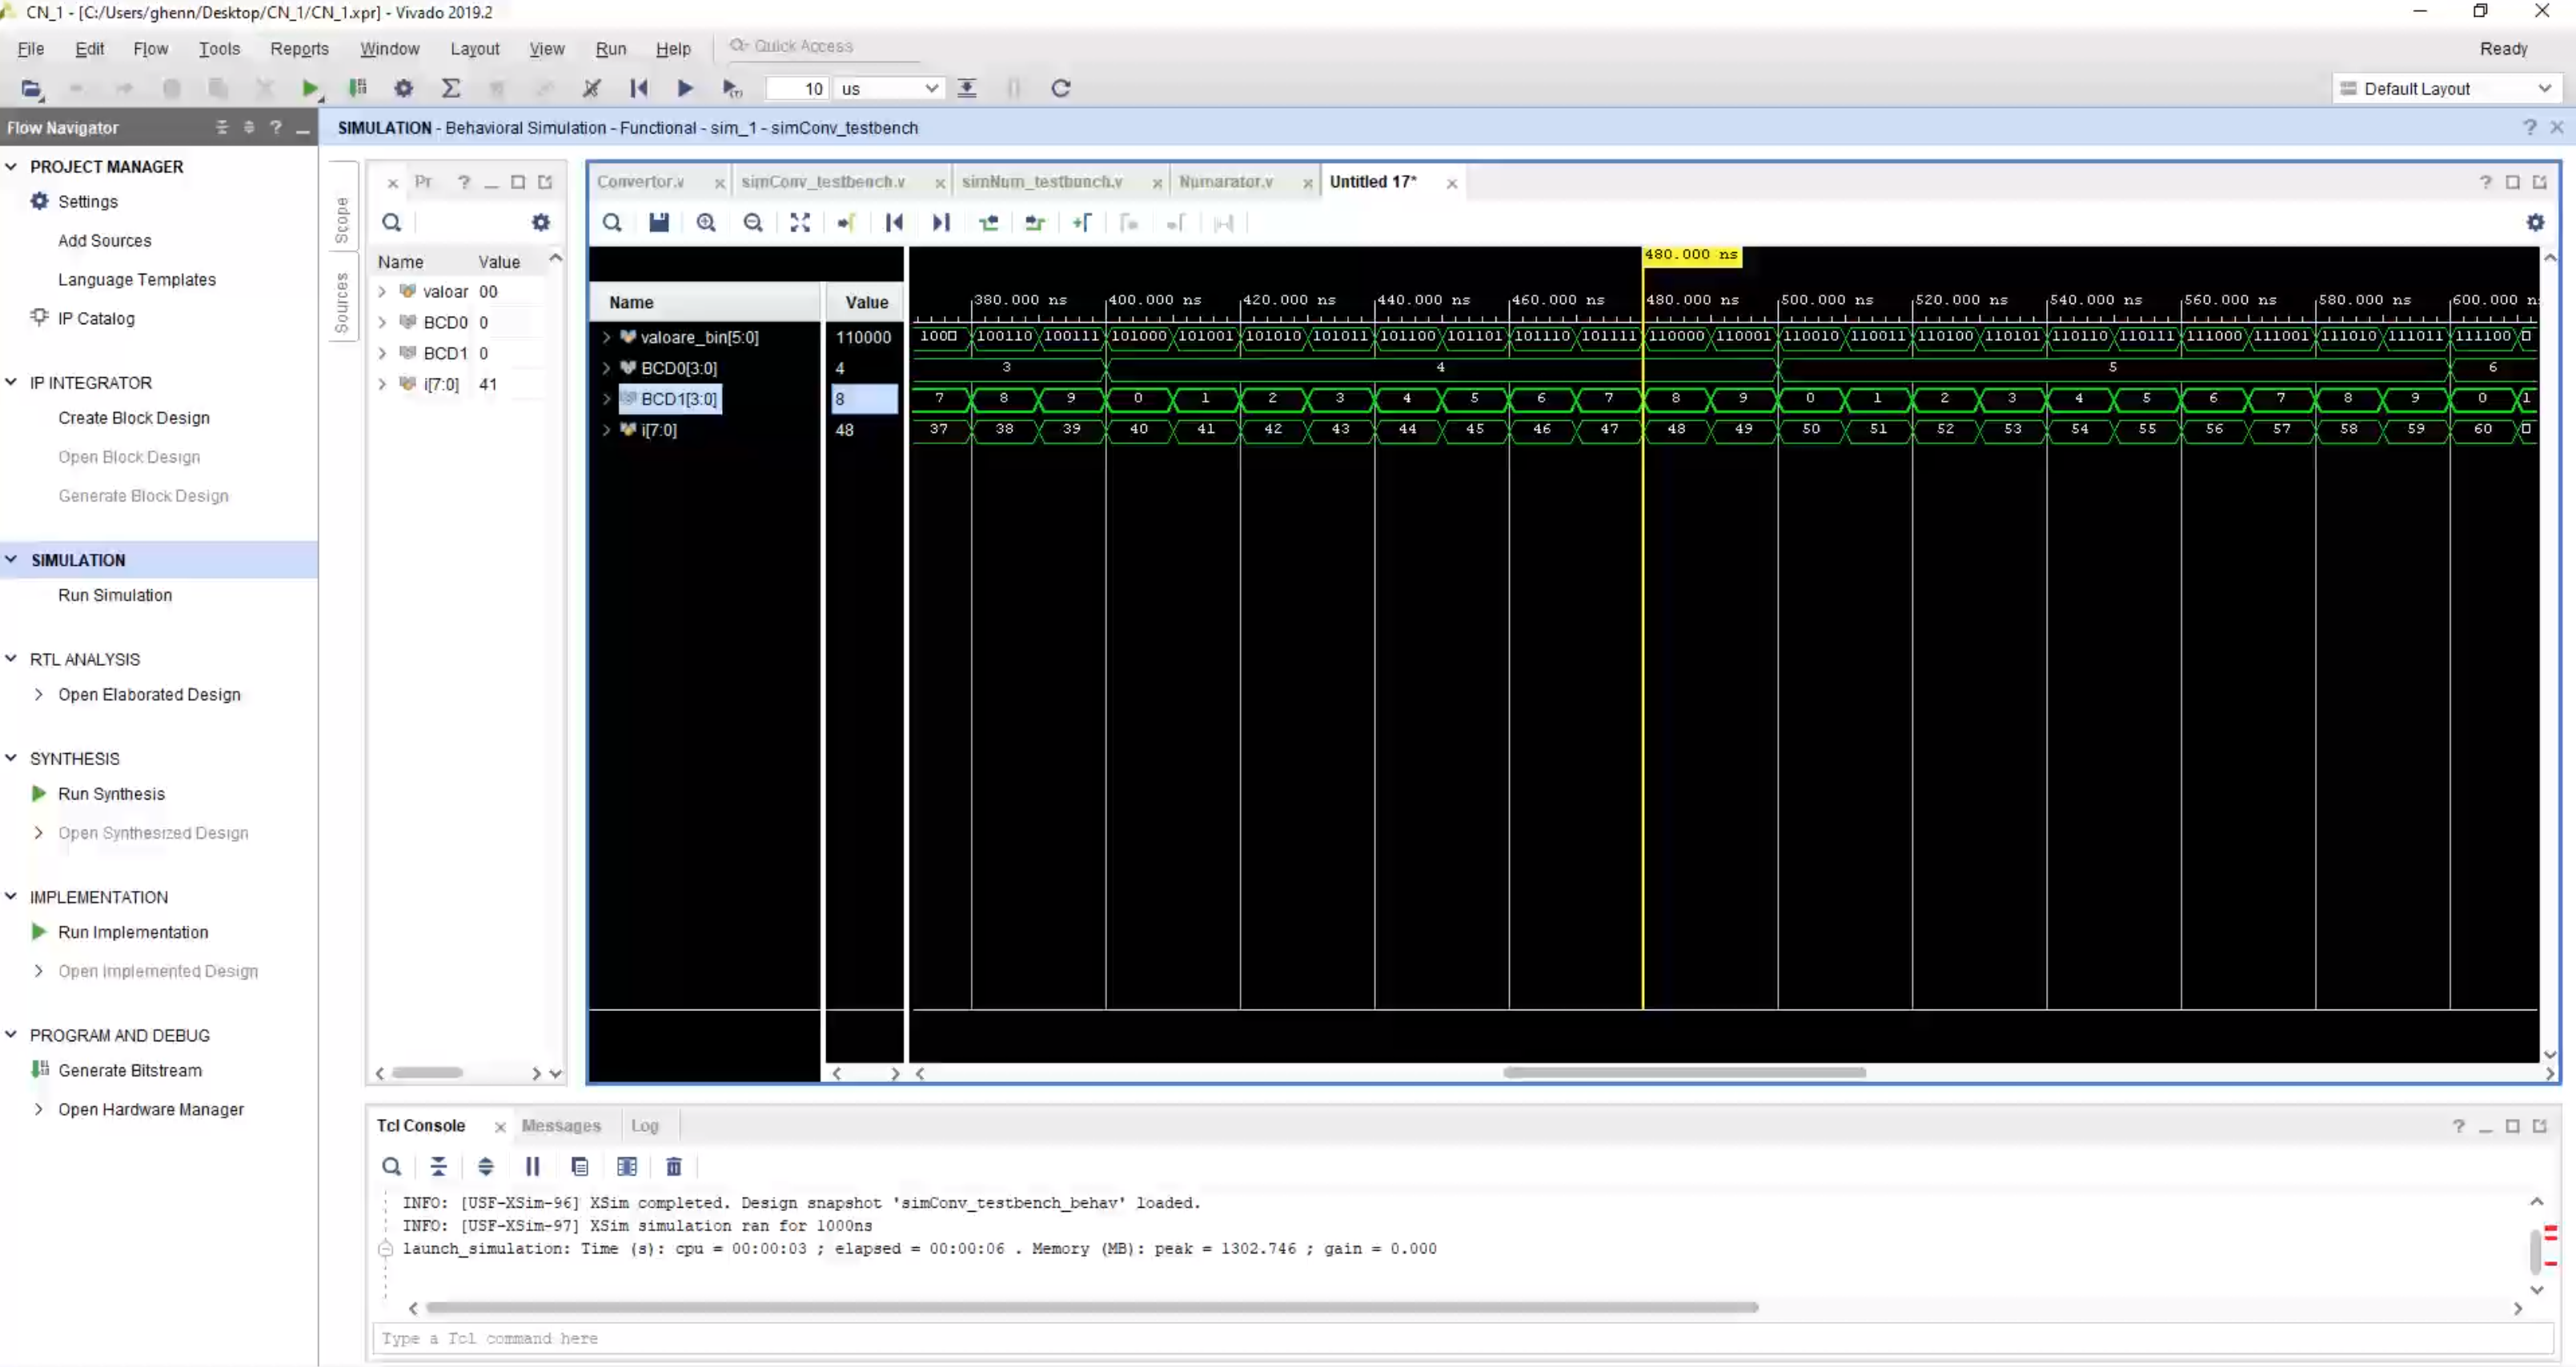 CN_1 - [C:/Users/ghenn/Desktop/CN_1/CN_1.xpr] - Vivado 2019.2
File Edit Flow Tools Reports Window Layout View Run Help Quick Access Ready
10 us Default Layout
Flow Navigator
SIMULATION - Behavioral Simulation - Functional - sim_1 - simConv_testbench
PROJECT MANAGER
Settings
Add Sources
Language Templates
IP Catalog
IP INTEGRATOR
Create Block Design
Open Block Design
Generate Block Design
SIMULATION
Run Simulation
RTL ANALYSIS
Open Elaborated Design
SYNTHESIS
Run Synthesis
Open Synthesized Design
IMPLEMENTATION
Run Implementation
Open Implemented Design
PROGRAM AND DEBUG
Generate Bitstream
Open Hardware Manager
Scope
Sources
Pr
Name Value
valoar 00
BCD0 0
BCD1 0
i[7:0] 41
Convertor.v simConv_testbench.v simNum_testbunch.v Numarator.v Untitled 17*
480.000 ns
Name Value 380.000 ns 400.000 ns 420.000 ns 440.000 ns 460.000 ns 480.000 ns 500.000 ns 520.000 ns 540.000 ns 560.000 ns 580.000 ns 600.000 n
valoare_bin[5:0] 110000 100 100110 100111 101000 101001 101010 101011 101100 101101 101110 101111 110000 110001 110010 110011 110100 110101 110110 110111 111000 111001 111010 111011 111100
BCD0[3:0] 4 3 4 5 6
BCD1[3:0] 8 7 8 9 0 1 2 3 4 5 6 7 8 9 0 1 2 3 4 5 6 7 8 9 0 1
i[7:0] 48 37 38 39 40 41 42 43 44 45 46 47 48 49 50 51 52 53 54 55 56 57 58 59 60
Tcl Console Messages Log
INFO: [USF-XSim-96] XSim completed. Design snapshot 'simConv_testbench_behav' loaded.
INFO: [USF-XSim-97] XSim simulation ran for 1000ns
launch_simulation: Time (s): cpu = 00:00:03 ; elapsed = 00:00:06 . Memory (MB): peak = 1302.746 ; gain = 0.000
Type a Tcl command here